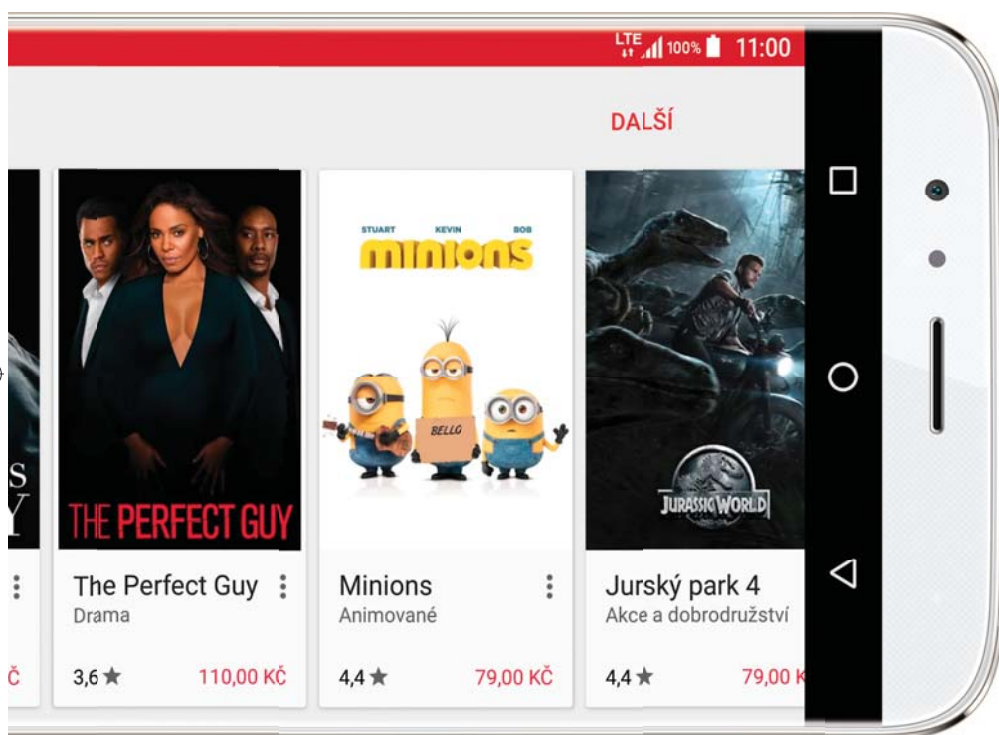 LTE 100% 11:00
DALŠÍ
S
Y
THE PERFECT GUY
STUART KEVIN BOB
minions
BELLO
JURASSIC WORLD
The Perfect Guy
Drama
Minions
Animované
Jurský park 4
Akce a dobrodružství
Č
3,6 110,00 KČ
4,4 79,00 KČ
4,4 79,00 K